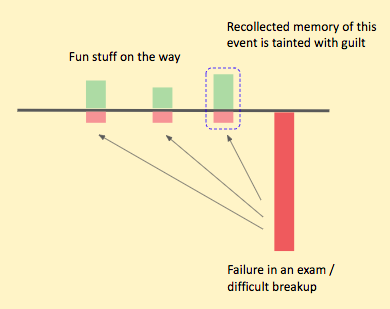 Recollected memory of this
event is tainted with guilt
Fun stuff on the way
Failure in an exam /
difficult breakup